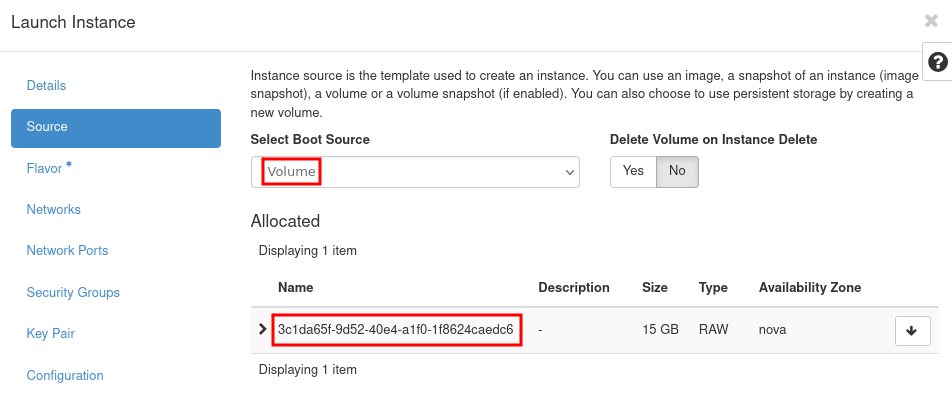 Launch Instance
Details
Source
Flavor *
Networks
Network Ports
Security Groups
Key Pair
Configuration
Instance source is the template used to create an instance. You can use an image, a snapshot of an instance (image
snapshot), a volume or a volume snapshot (if enabled). You can also choose to use persistent storage by creating a
new volume.
Select Boot Source
Volume
Delete Volume on Instance Delete
Yes No
Allocated
Displaying 1 item
Name Description Size Type Availability Zone
3c1da65f-9d52-40e4-a1f0-1f8624caedc6 - 15 GB RAW nova
Displaying 1 item